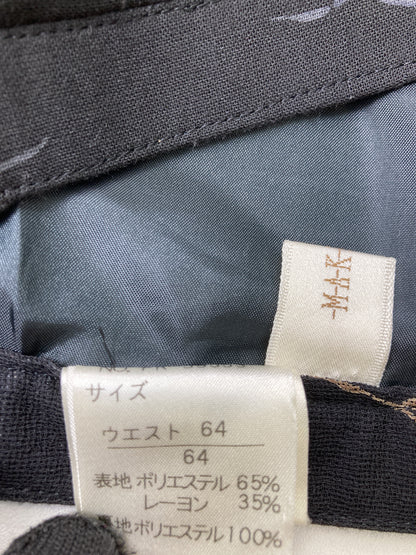 -M-A-K-
サイズ
ウエスト 64
64
表地 ポリエステル 65%
レーヨン 35%
地 ポリエステル 100%